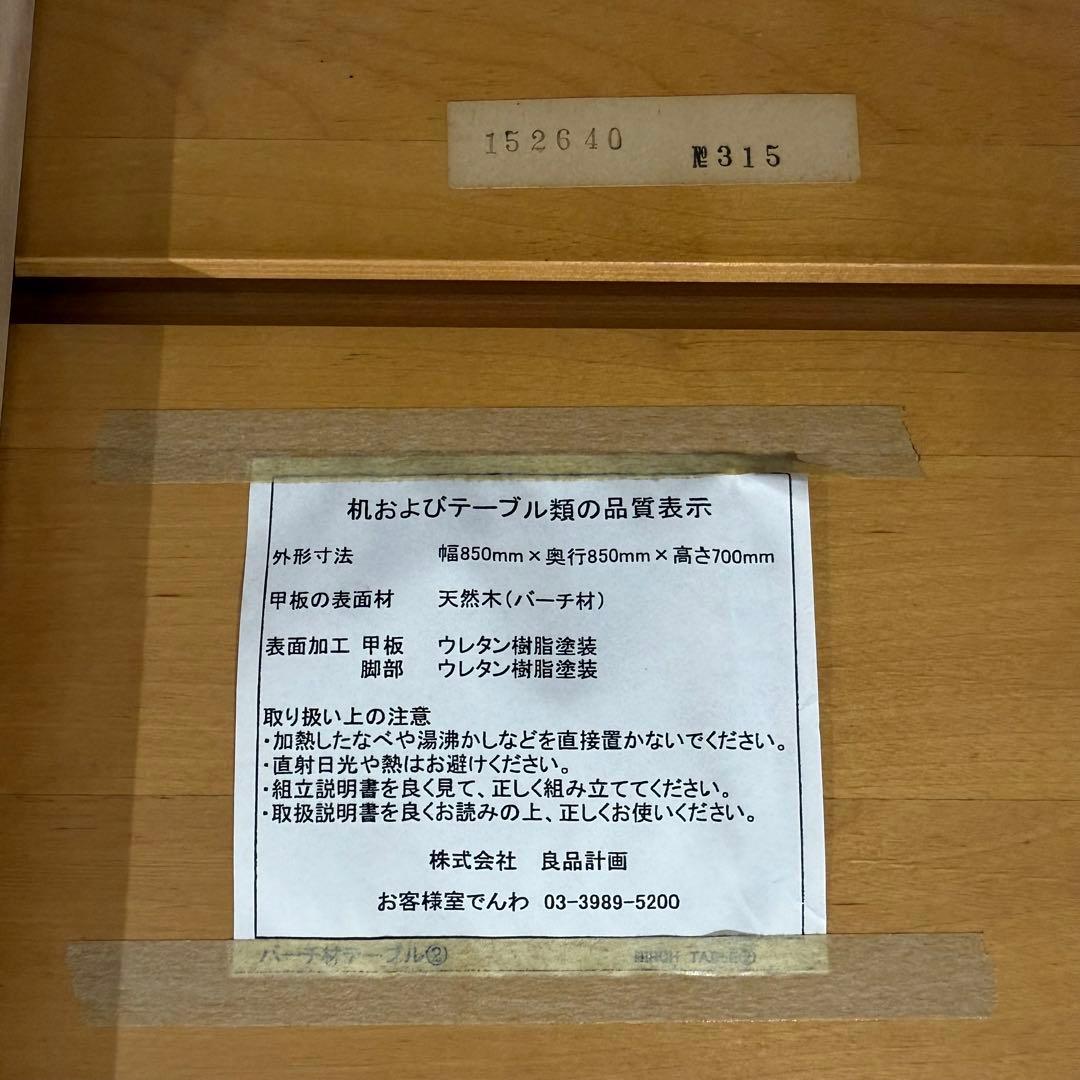 152640
№315
机およびテーブル類の品質表示
外形寸法 幅850mm×奥行850mm×高さ700mm
甲板の表面材 天然木(バーチ材)
表面加工 甲板 ウレタン樹脂塗装
脚部 ウレタン樹脂塗装
取り扱い上の注意
・加熱したなべや湯沸かしなどを直接置かないでください。
・直射日光や熱はお避けください。
・組立説明書を良く見て、正しく組み立ててください。
・取扱説明書を良くお読みの上、正しくお使いください。
株式会社 良品計画
お客様室でんわ 03-3989-5200
バーチ材テーブル② BIRCH TABLE②